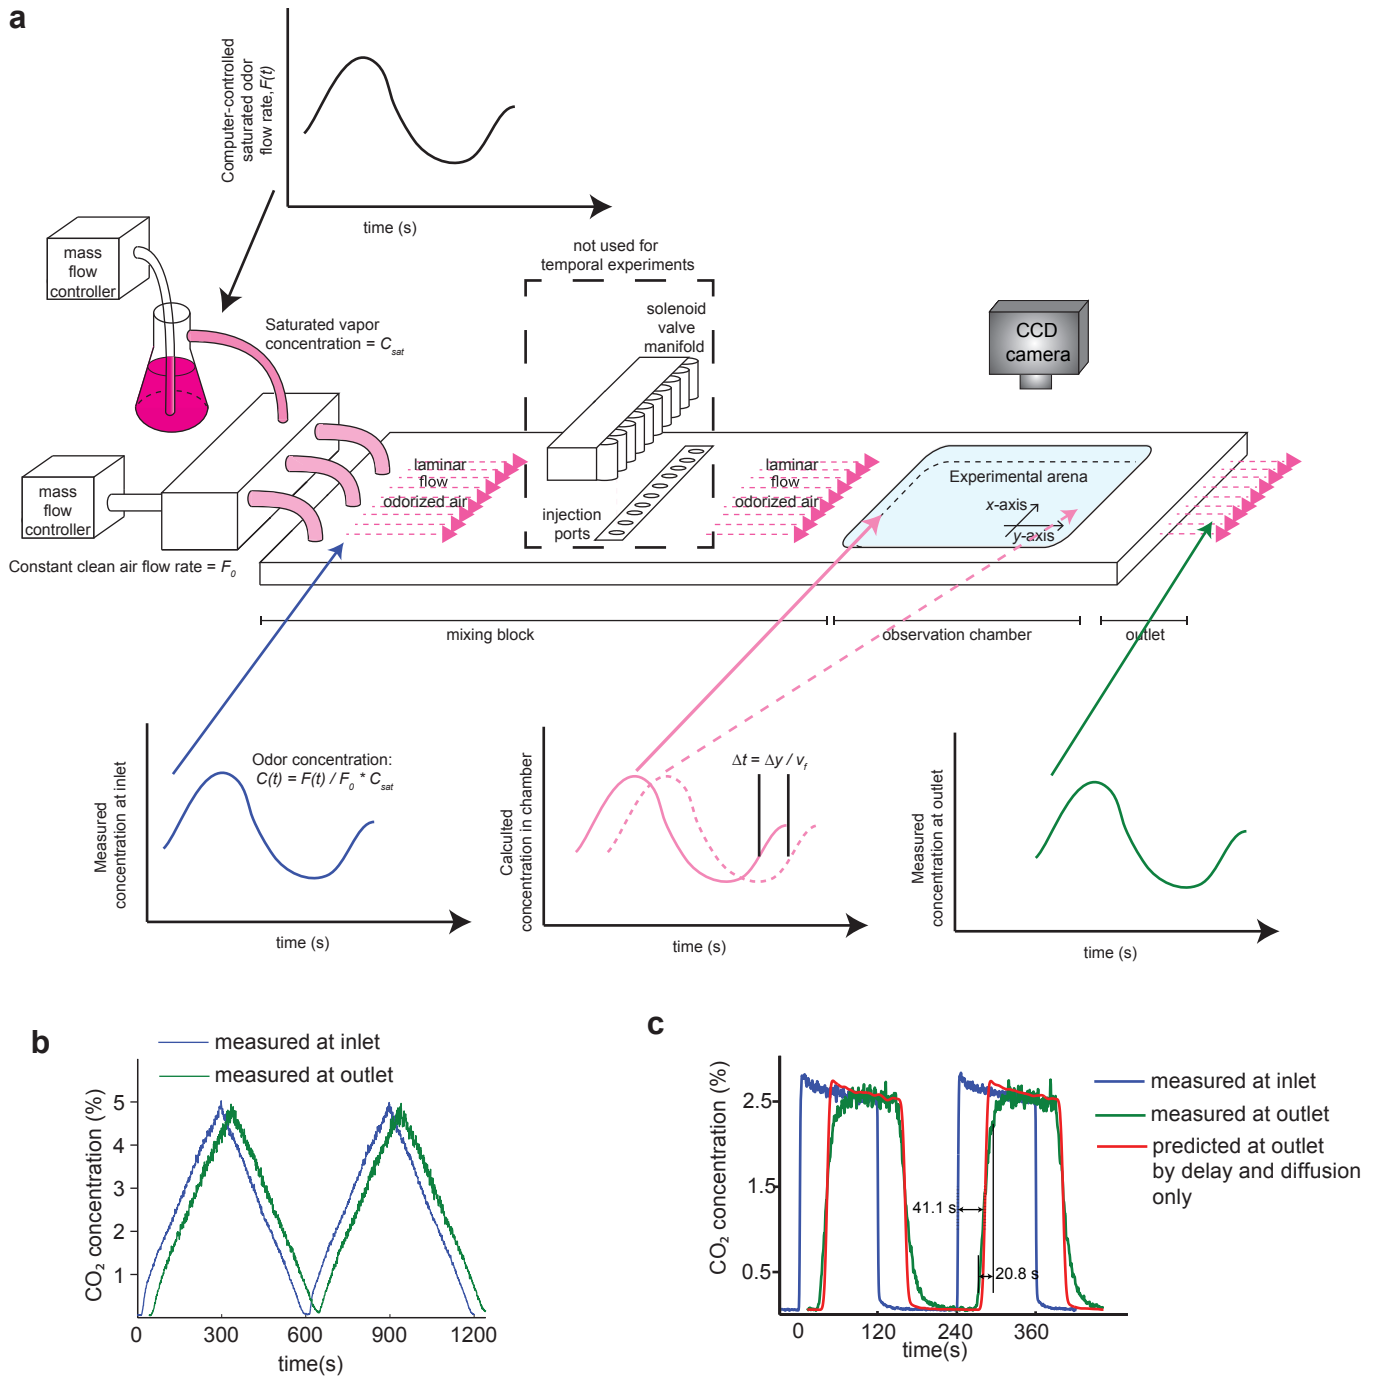 a
Computer-controlled
saturated odor
flow rate,F(t)
time (s)
mass
flow
controller
Saturated vapor
concentration = Csat
not used for
temporal experiments
solenoid
valve
manifold
CCD
camera
mass
flow
controller
laminar
flow
odorized air
injection
ports
laminar
flow
odorized air
Experimental arena
x-axis
y-axis
Constant clean air flow rate = F0
mixing block
observation chamber
outlet
Measured
concentration at inlet
Odor concentration:
C(t) = F(t) / F0 * Csat
time (s)
Calculted
concentration in chamber
Δt = Δy / vf
time (s)
Measured
concentration at outlet
time (s)
b
measured at inlet
measured at outlet
CO2 concentration (%)
5
4
3
2
1
0
300
600
900
1200
time(s)
c
CO2 concentration (%)
2.5
1.5
0.5
41.1 s
20.8 s
0
120
240
360
time(s)
measured at inlet
measured at outlet
predicted at outlet
by delay and diffusion
only